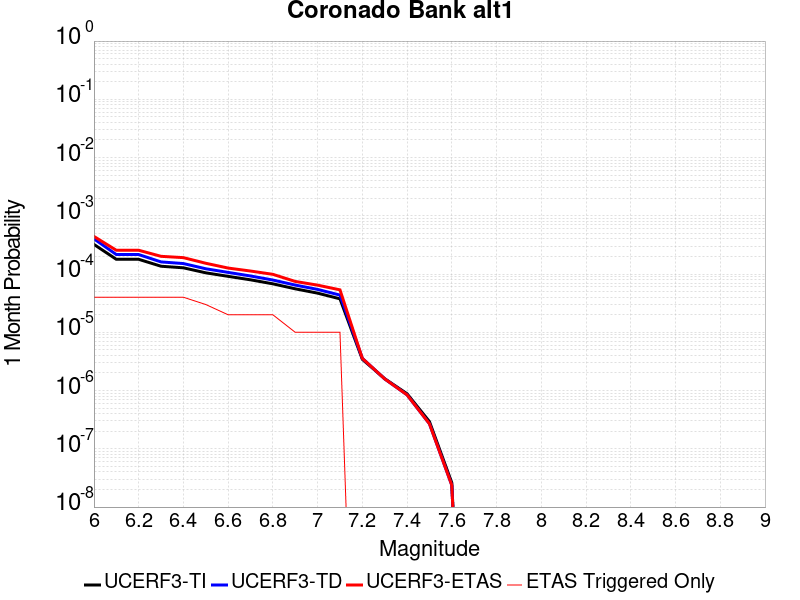 Coronado Bank alt1
10^0
10^-1
10^-2
10^-3
10^-4
10^-5
10^-6
10^-7
10^-8
1 Month Probability
6 6.2 6.4 6.6 6.8 7 7.2 7.4 7.6 7.8 8 8.2 8.4 8.6 8.8 9
Magnitude
UCERF3-TI UCERF3-TD UCERF3-ETAS ETAS Triggered Only